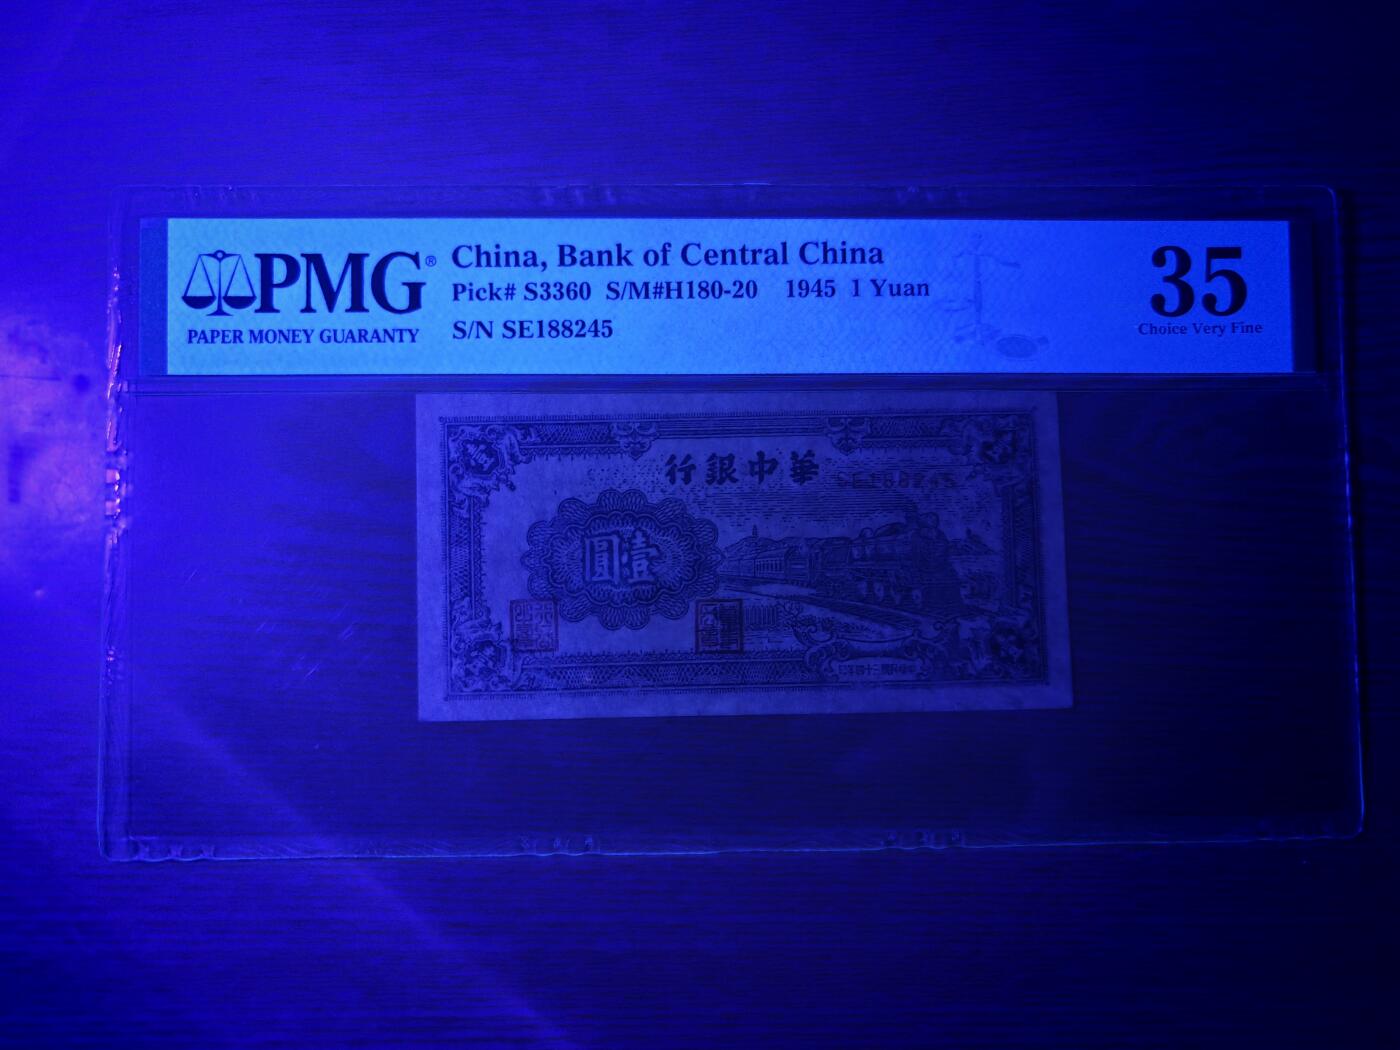 PMG®
PAPER MONEY GUARANTY
China, Bank of Central China
Pick# S3360 S/M#H180-20 1945 1 Yuan
S/N SE188245
35
Choice Very Fine
行銀中華
SE188245
圓壹